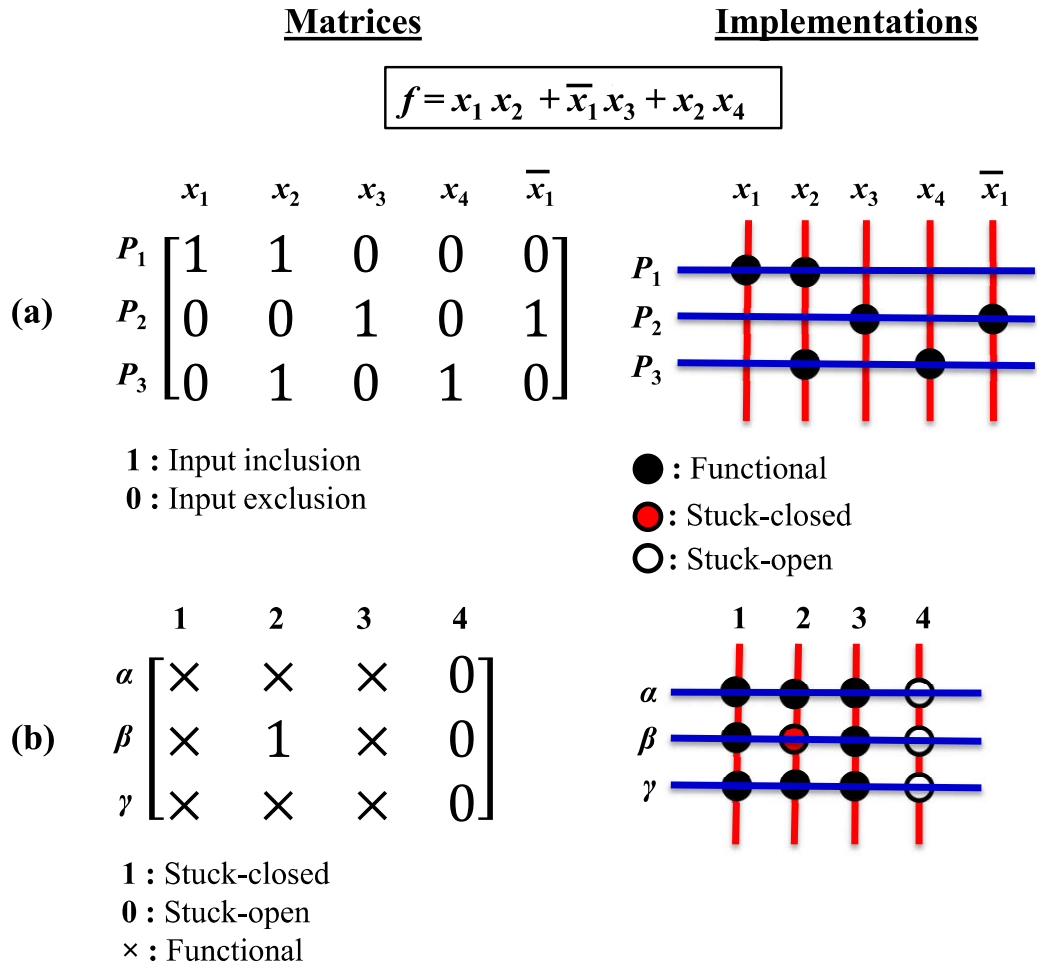 Matrices Implementations
f = x₁ x₂ + x̅₁ x₃ + x₂ x₄
x₁ x₂ x₃ x₄ x̅₁ x₁ x₂ x₃ x₄ x̅₁
(a)
P₁ 1 1 0 0 0 P₁
P₂ 0 0 1 0 1 P₂
P₃ 0 1 0 1 0 P₃
1 : Input inclusion
0 : Input exclusion
: Functional
: Stuck-closed
: Stuck-open
1 2 3 4 1 2 3 4
(b)
α × × × 0 α
β × 1 × 0 β
γ × × × 0 γ
1 : Stuck-closed
0 : Stuck-open
× : Functional